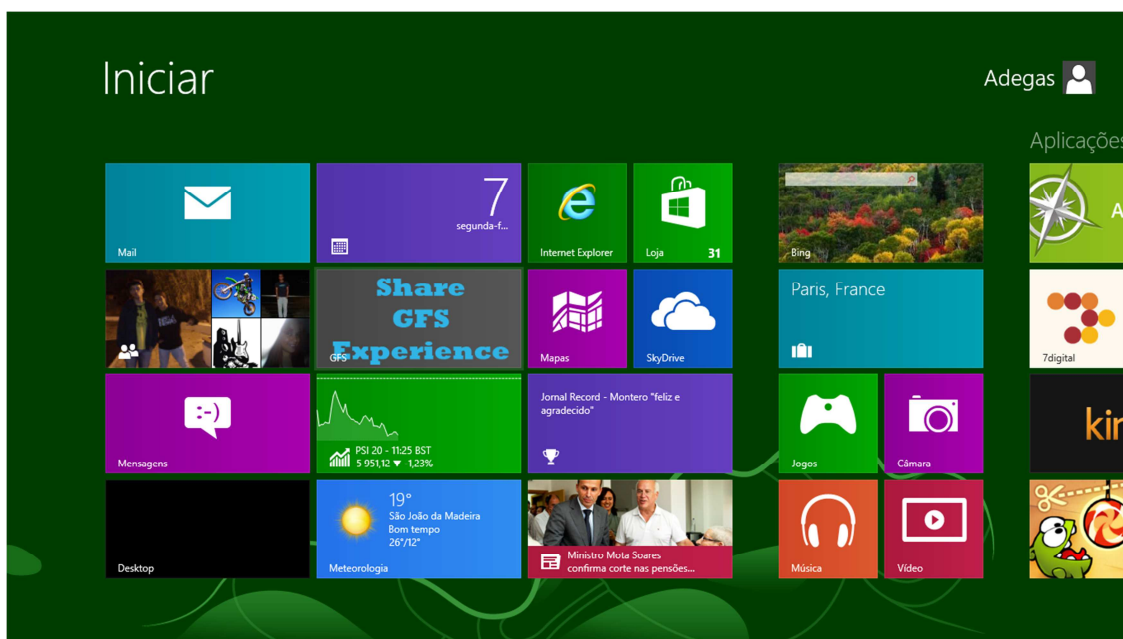 Iniciar
Adegas
Aplicações
Mail
7
segunda-f...
Internet Explorer
Loja
31
Bing
A
Share
GFS
Experience
GFS
Mapas
SkyDrive
Paris, France
7digital
Mensagens
PSI 20 - 11:25 BST
5 951,12 ▼ 1,23%
Jornal Record - Montero "feliz e
agradecido"
Jogos
Câmara
kin
Desktop
19°
São João da Madeira
Bom tempo
26°/12°
Meteorologia
Ministro Mota Soares
confirma corte nas pensões...
Música
Vídeo